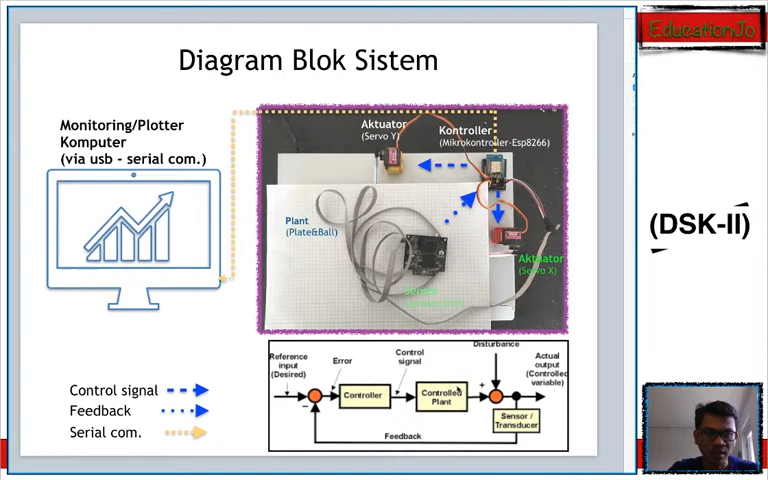 Diagram Blok Sistem
EducationJo
Monitoring/Plotter
Komputer
(via usb - serial com.)
Aktuator
(Servo Y)
Kontroller
(Mikrokontroller-Esp8266)
Plant
(Plate&Ball)
Aktuator
(Servo X)
(DSK-II)
Control signal
Feedback
Serial com.
Reference
input
(Desired)
Error
Control
signal
Disturbance
Actual
output
(Controlled
variable)
Controller
Controlled
Plant
+
−
Sensor /
Transducer
Feedback